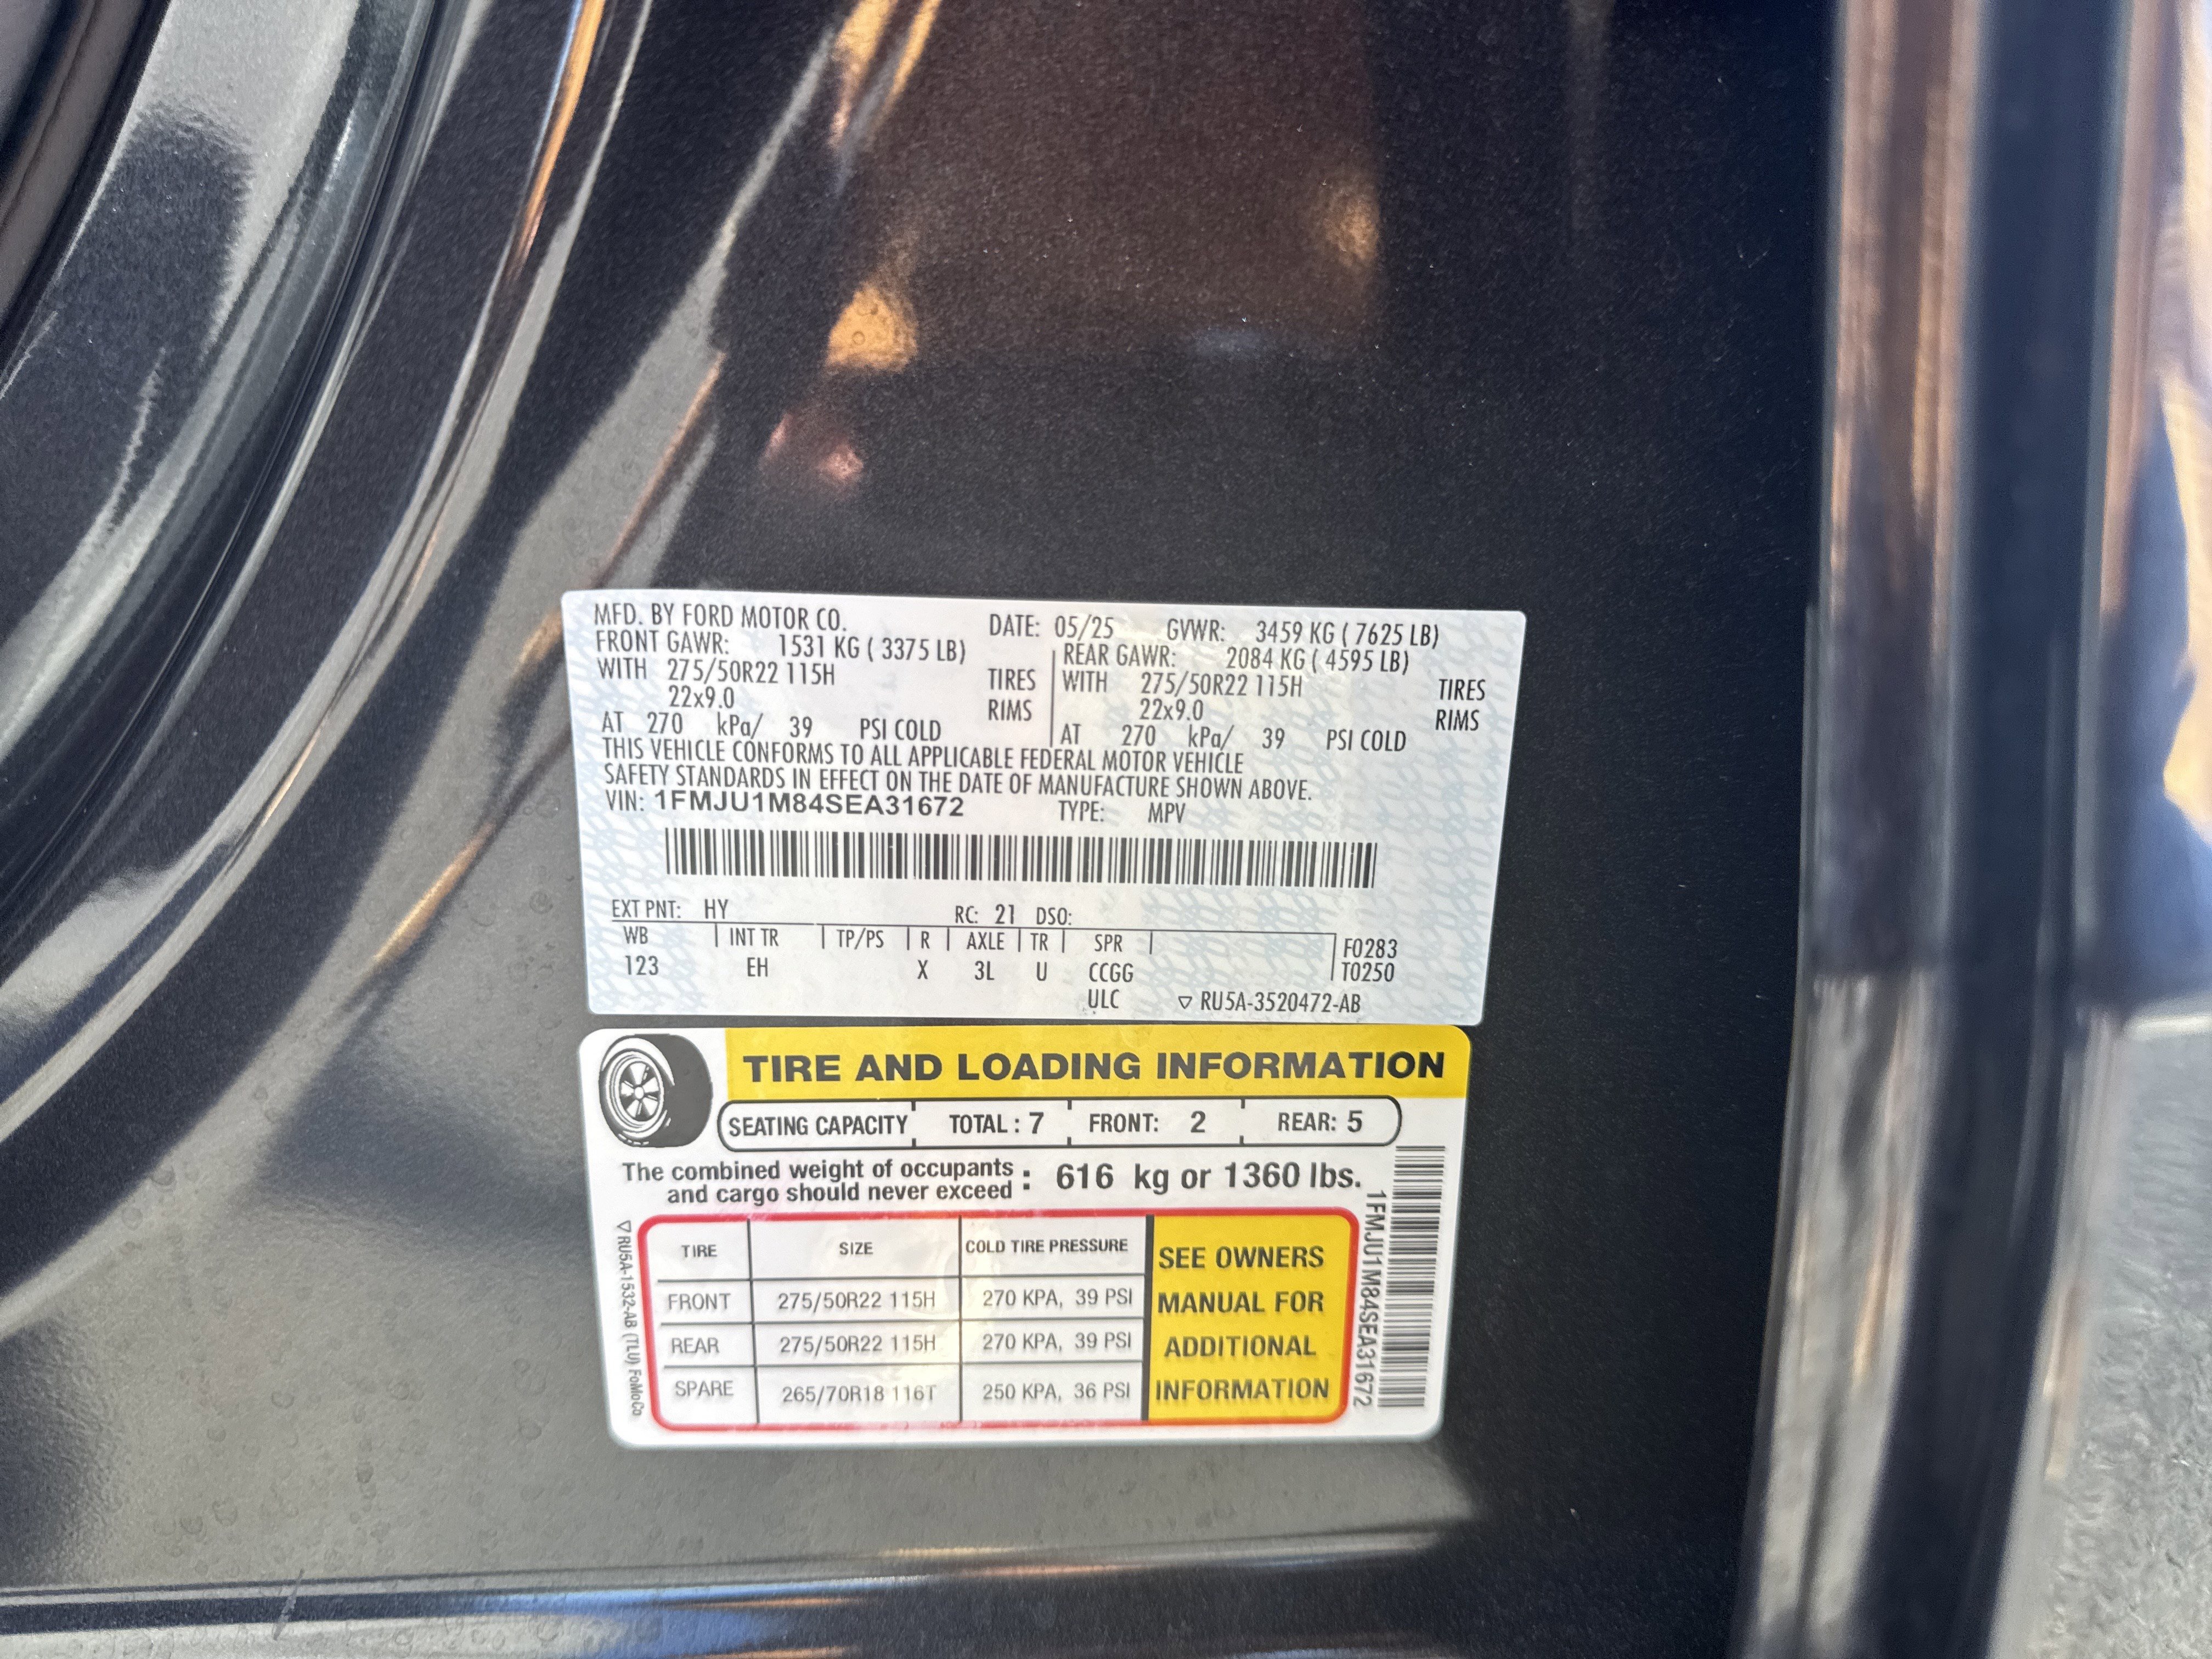 MFD. BY FORD MOTOR CO. DATE: 05/25 GVWR: 3459 KG ( 7625 LB)
FRONT GAWR: 1531 KG ( 3375 LB) REAR GAWR: 2084 KG ( 4595 LB)
WITH 275/50R22 115H TIRES WITH 275/50R22 115H TIRES
22x9.0 RIMS 22x9.0 RIMS
AT 270 kPa/ 39 PSI COLD AT 270 kPa/ 39 PSI COLD
THIS VEHICLE CONFORMS TO ALL APPLICABLE FEDERAL MOTOR VEHICLE
SAFETY STANDARDS IN EFFECT ON THE DATE OF MANUFACTURE SHOWN ABOVE.
VIN: 1FMJU1M84SEA31672 TYPE: MPV
EXT PNT: HY RC: 21 DSO:
WB INT TR TP/PS R AXLE TR SPR F0283
123 EH X 3L U CCGG T0250
ULC ▽ RU5A-3520472-AB
TIRE AND LOADING INFORMATION
SEATING CAPACITY TOTAL : 7 FRONT: 2 REAR: 5
The combined weight of occupants
and cargo should never exceed : 616 kg or 1360 lbs.
TIRE SIZE COLD TIRE PRESSURE
FRONT 275/50R22 115H 270 KPA, 39 PSI
REAR 275/50R22 115H 270 KPA, 39 PSI
SPARE 265/70R18 116T 250 KPA, 36 PSI
SEE OWNERS
MANUAL FOR
ADDITIONAL
INFORMATION
▽ RU5A-1532-AB (TLU) FoMoCo
1FMJU1M84SEA31672